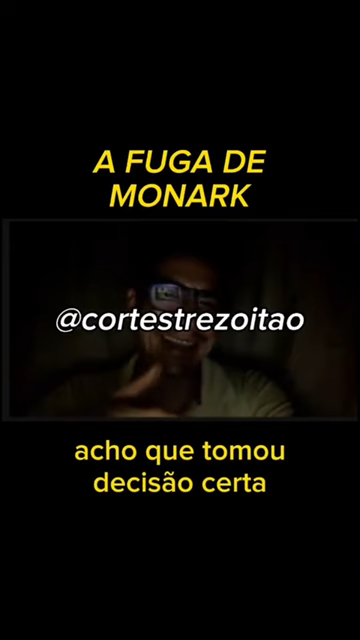 A FUGA DE
MONARK
@cortestrezoitao
acho que tomou
decisão certa